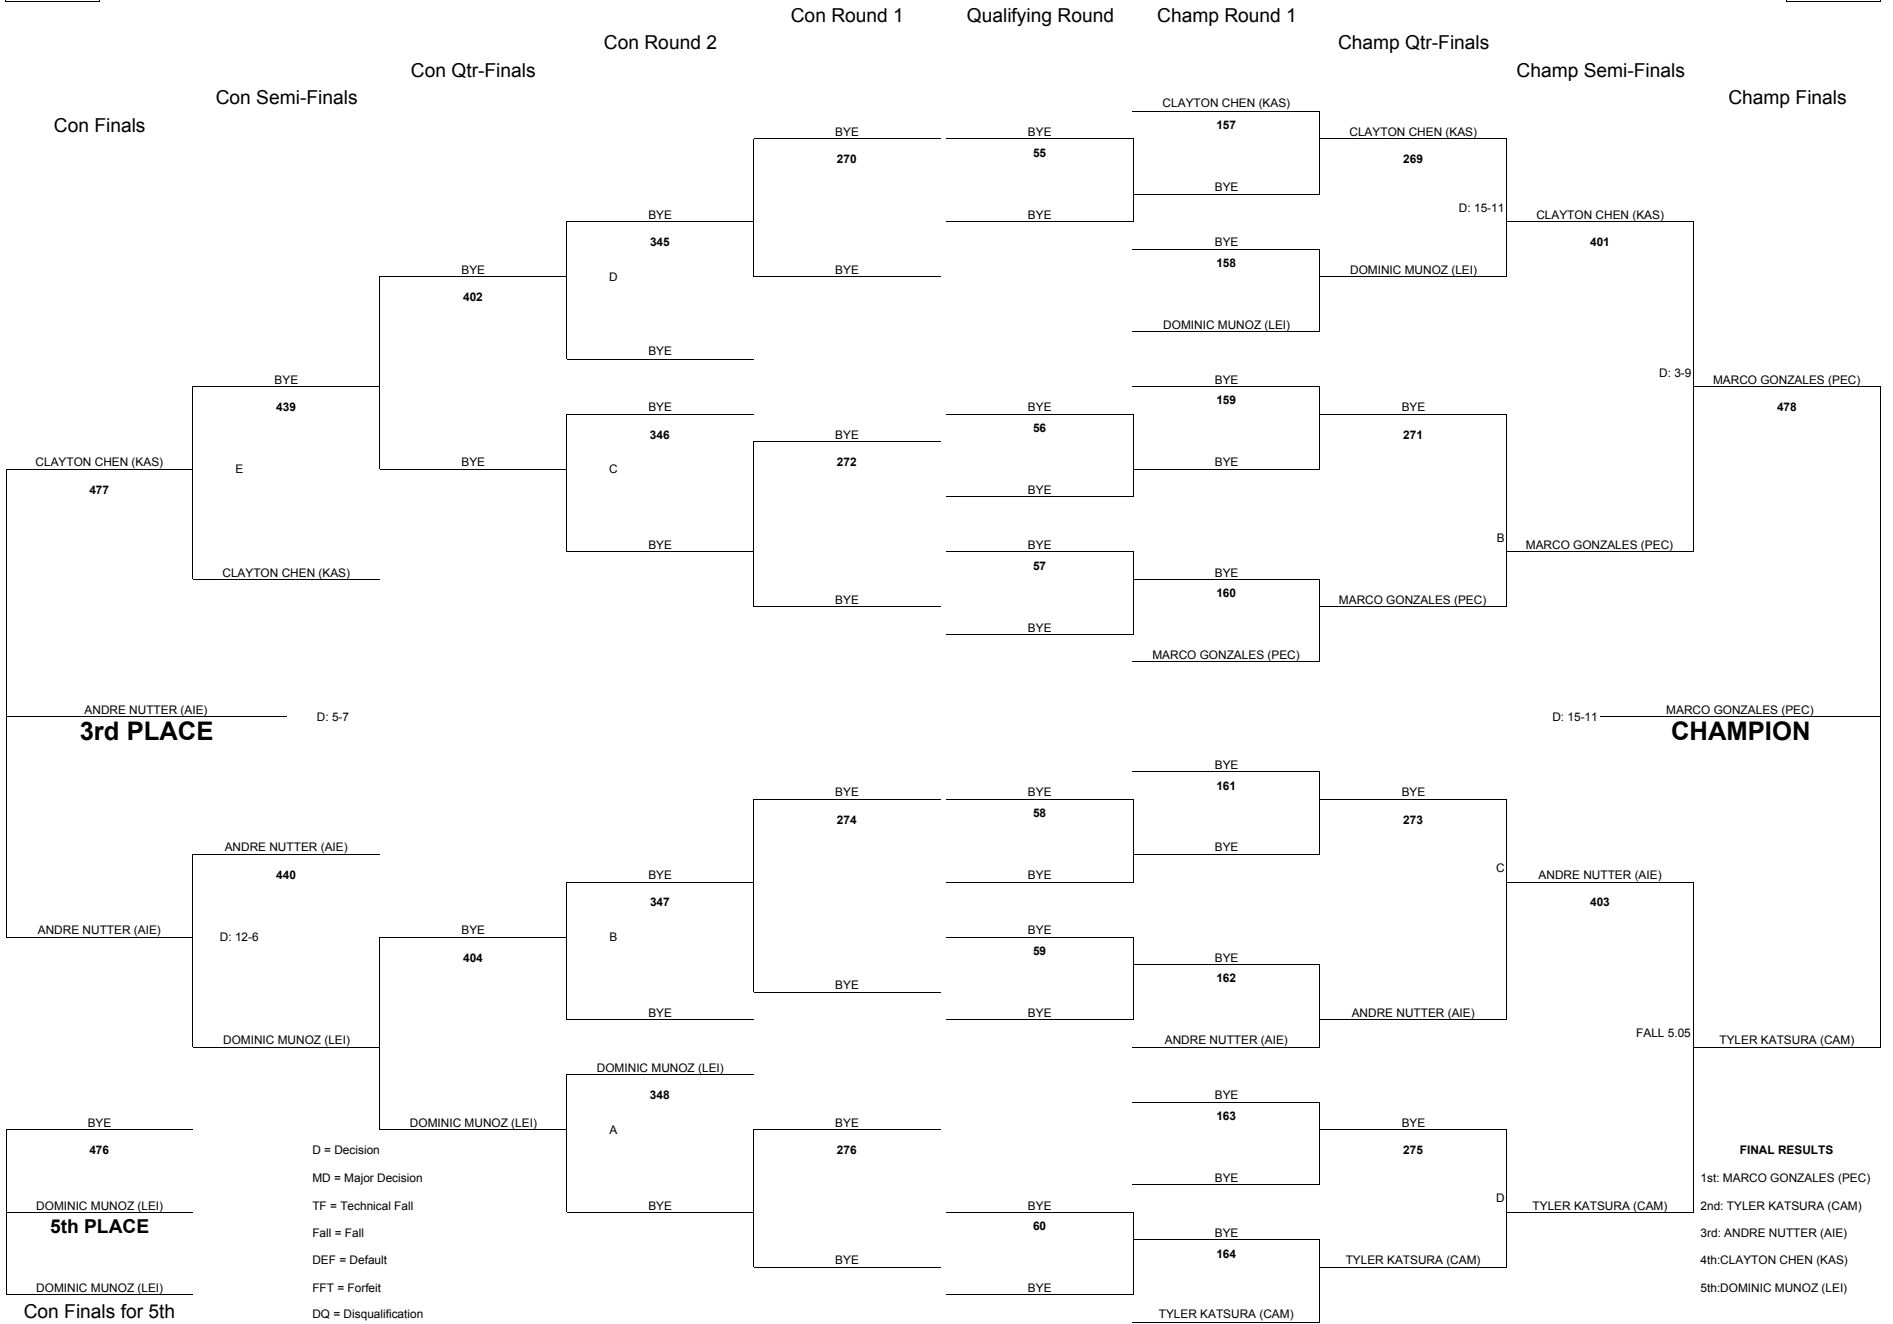 Con Round 1 Qualifying Round Champ Round 1
Con Round 2 Champ Qtr-Finals
Con Qtr-Finals Champ Semi-Finals
Con Semi-Finals Champ Finals
Con Finals
CLAYTON CHEN (KAS)
157
BYE BYE CLAYTON CHEN (KAS)
270 55 269
BYE
D: 15-11
BYE BYE CLAYTON CHEN (KAS)
345 BYE 401
158
BYE BYE DOMINIC MUNOZ (LEI)
D
402
DOMINIC MUNOZ (LEI)
BYE
D: 3-9
BYE BYE MARCO GONZALES (PEC)
439 159 478
BYE BYE BYE
346 56 271
BYE
CLAYTON CHEN (KAS) E BYE C 272 BYE
477 BYE
B
BYE BYE MARCO GONZALES (PEC)
57
CLAYTON CHEN (KAS) BYE
160
BYE MARCO GONZALES (PEC)
BYE
MARCO GONZALES (PEC)
ANDRE NUTTER (AIE) D: 5-7 D: 15-11 MARCO GONZALES (PEC)
3rd PLACE CHAMPION
BYE
161
BYE BYE BYE
274 58 273
ANDRE NUTTER (AIE) BYE
440 C
BYE BYE ANDRE NUTTER (AIE)
347 403
ANDRE NUTTER (AIE) D: 12-6 BYE B BYE
404 59
BYE
162
BYE
BYE BYE ANDRE NUTTER (AIE)
FALL 5.05
DOMINIC MUNOZ (LEI) ANDRE NUTTER (AIE) TYLER KATSURA (CAM)
DOMINIC MUNOZ (LEI)
348 BYE
163
BYE DOMINIC MUNOZ (LEI) A BYE BYE
476 D = Decision 276 275 FINAL RESULTS
MD = Major Decision BYE 1st: MARCO GONZALES (PEC)
D
DOMINIC MUNOZ (LEI) TF = Technical Fall BYE BYE TYLER KATSURA (CAM) 2nd: TYLER KATSURA (CAM)
5th PLACE 60
Fall = Fall BYE 3rd: ANDRE NUTTER (AIE)
164
DEF = Default BYE TYLER KATSURA (CAM) 4th:CLAYTON CHEN (KAS)
DOMINIC MUNOZ (LEI) FFT = Forfeit BYE 5th:DOMINIC MUNOZ (LEI)
Con Finals for 5th DQ = Disqualification TYLER KATSURA (CAM)